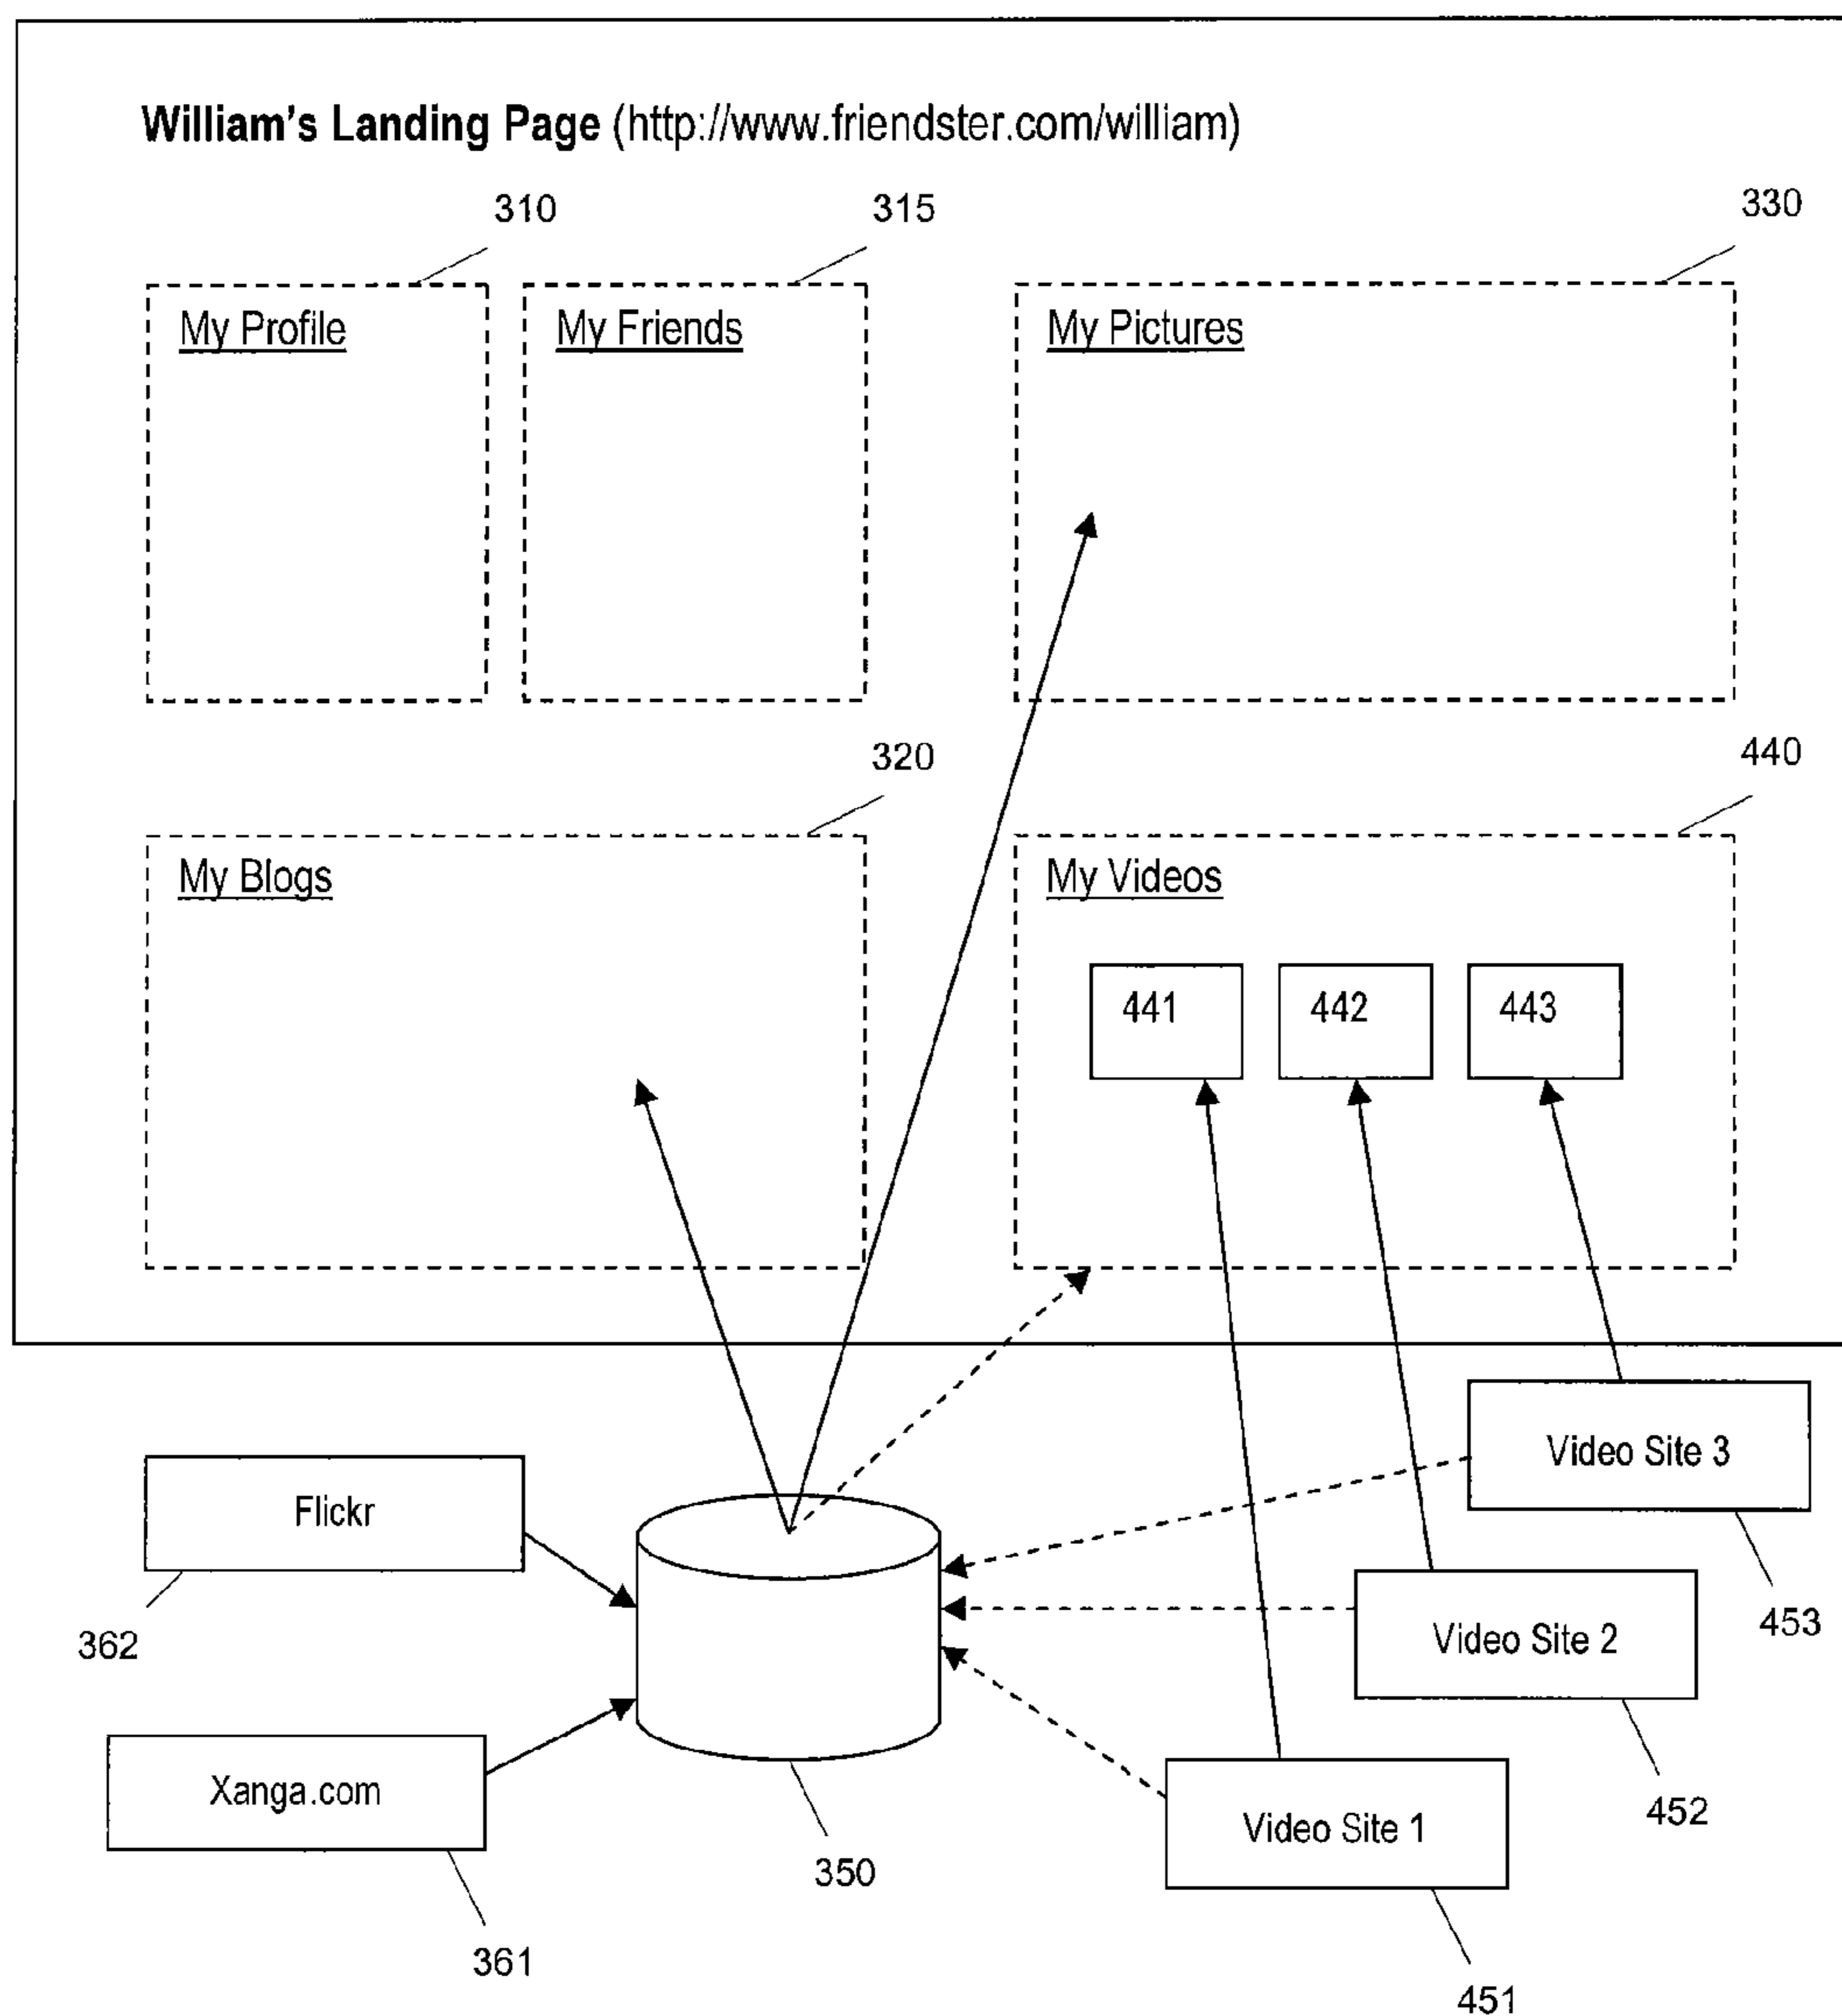 William's Landing Page (http://www.friendster.com/william)
310
315
330
My Profile
My Friends
My Pictures
320
440
My Blogs
My Videos
441
442
443
Video Site 3
Flickr
453
362
Video Site 2
Xanga.com
452
350
Video Site 1
361
451